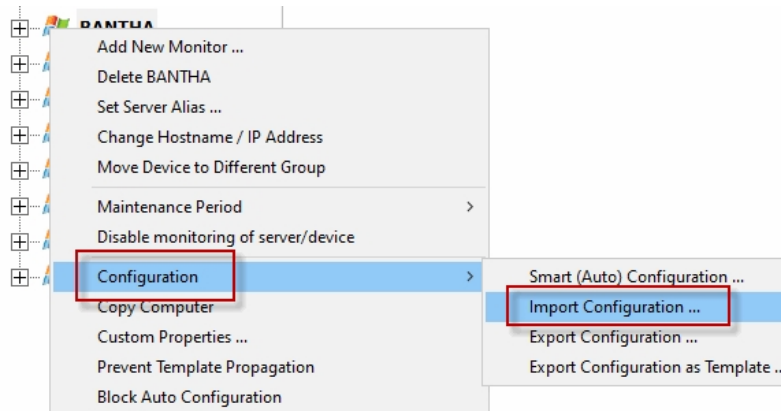 BANTHA
Add New Monitor ...
Delete BANTHA
Set Server Alias ...
Change Hostname / IP Address
Move Device to Different Group
Maintenance Period
Disable monitoring of server/device
Configuration
Copy Computer
Custom Properties ...
Prevent Template Propagation
Block Auto Configuration
Smart (Auto) Configuration ...
Import Configuration ...
Export Configuration ...
Export Configuration as Template ..